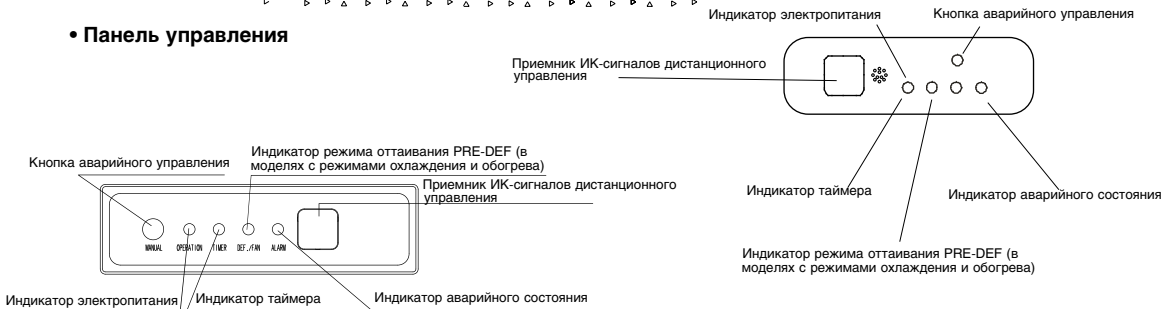 • Панель управления
Индикатор электропитания
Кнопка аварийного управления
Приемник ИК-сигналов дистанционного
управления
Индикатор таймера
Индикатор аварийного состояния
Индикатор режима оттаивания PRE-DEF (в
моделях с режимами охлаждения и обогрева)
Кнопка аварийного управления
Индикатор режима оттаивания PRE-DEF (в
моделях с режимами охлаждения и обогрева)
Приемник ИК-сигналов дистанционного
управления
MANUAL OPERATION TIMER DEF./FAN ALARM
Индикатор электропитания
Индикатор таймера
Индикатор аварийного состояния